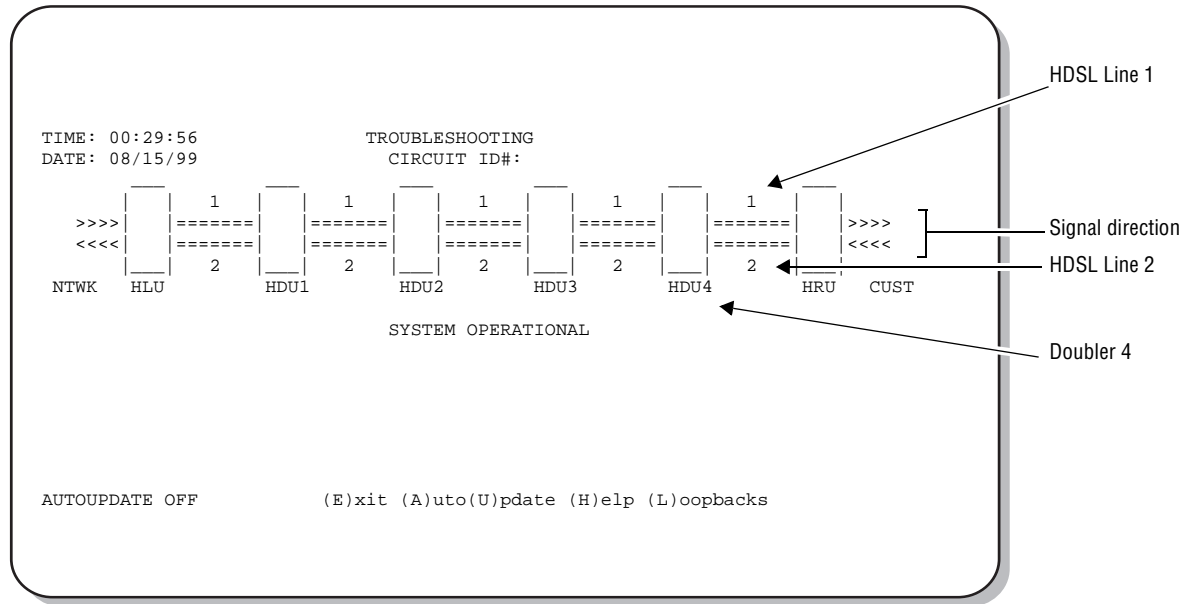 HDSL Line 1
TIME: 00:29:56 TROUBLESHOOTING
DATE: 08/15/99 CIRCUIT ID#:
1 1 1 1 1
>>>> ======= ======= ======= ======= ======= >>>>
Signal direction
<<<< ======= ======= ======= ======= ======= <<<<
2 2 2 2 2
HDSL Line 2
NTWK HLU HDU1 HDU2 HDU3 HDU4 HRU CUST
SYSTEM OPERATIONAL
Doubler 4
AUTOUPDATE OFF (E)xit (A)uto(U)pdate (H)elp (L)oopbacks